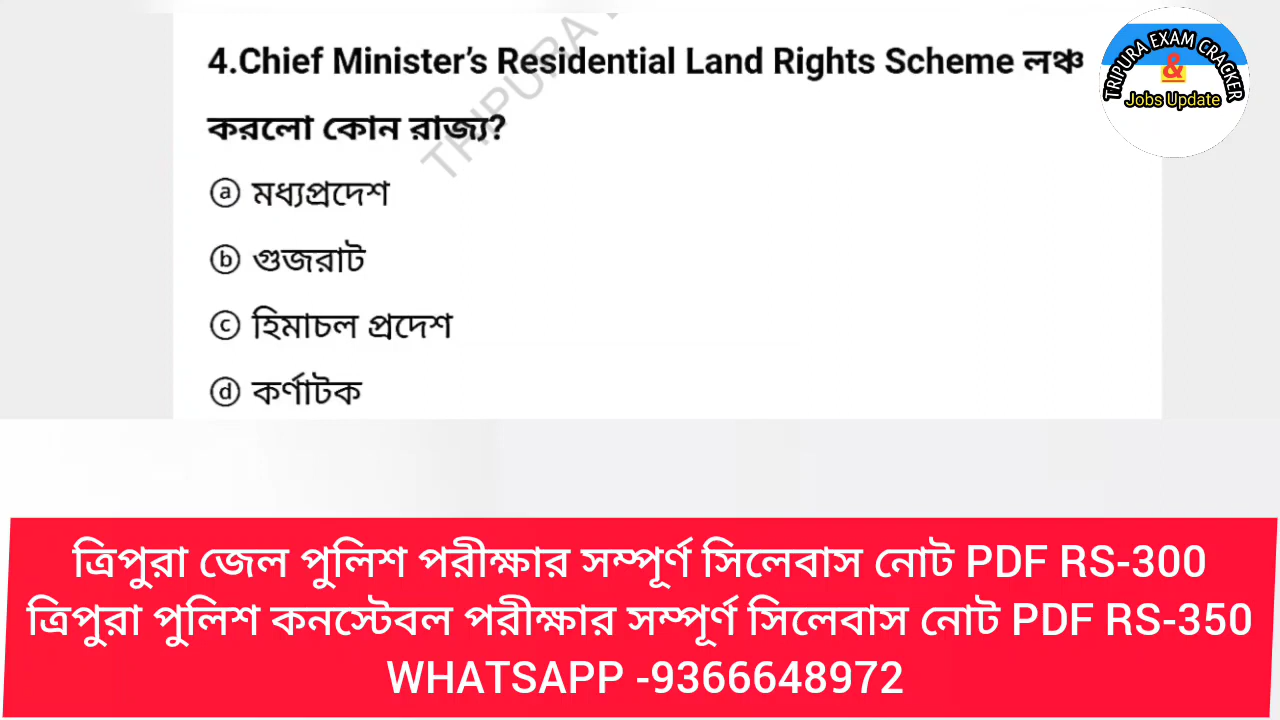 4.Chief Minister’s Residential Land Rights Scheme লঞ্চ
করলো কোন রাজ্য?
ⓐ মধ্যপ্রদেশ
ⓑ গুজরাট
ⓒ হিমাচল প্রদেশ
ⓓ কর্ণাটক
TRIPURA
TRIPURA EXAM CRACKER
&
Jobs Update
ত্রিপুরা জেল পুলিশ পরীক্ষার সম্পূর্ণ সিলেবাস নোট PDF RS-300
ত্রিপুরা পুলিশ কনস্টেবল পরীক্ষার সম্পূর্ণ সিলেবাস নোট PDF RS-350
WHATSAPP -9366648972